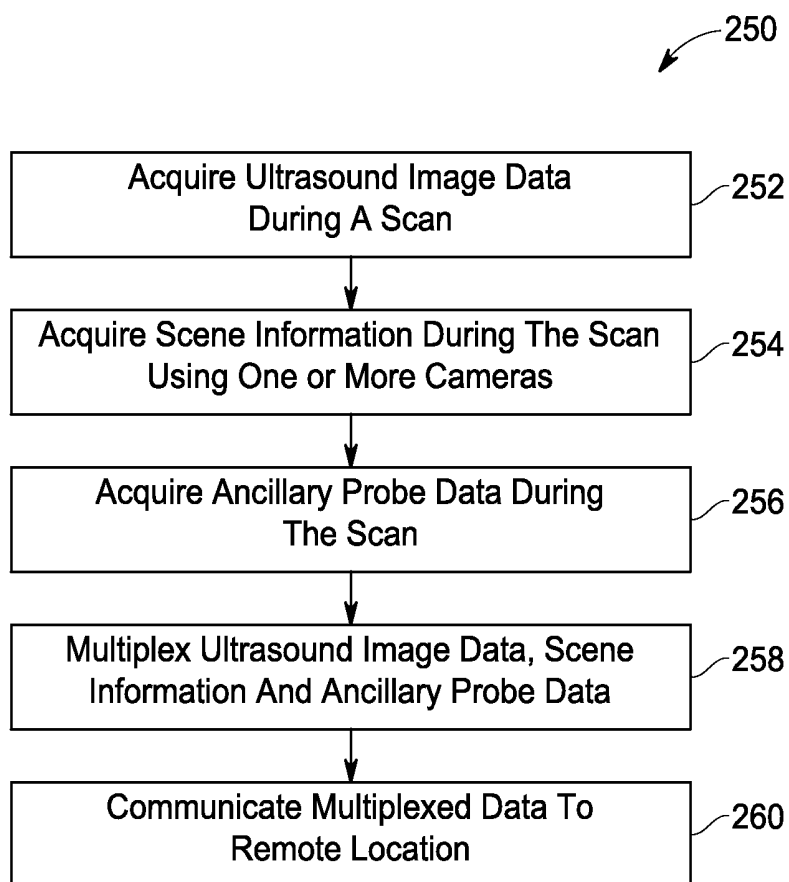 250
Acquire Ultrasound Image Data
During A Scan
252
Acquire Scene Information During The Scan
Using One or More Cameras
254
Acquire Ancillary Probe Data During
The Scan
256
Multiplex Ultrasound Image Data, Scene
Information And Ancillary Probe Data
258
Communicate Multiplexed Data To
Remote Location
260